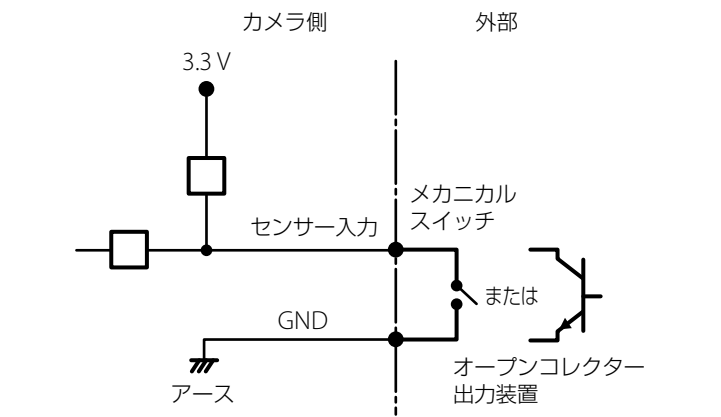 カメラ側
外部
3.3 V
メカニカル
スイッチ
センサー入力
または
GND
オープンコレクター
出力装置
アース